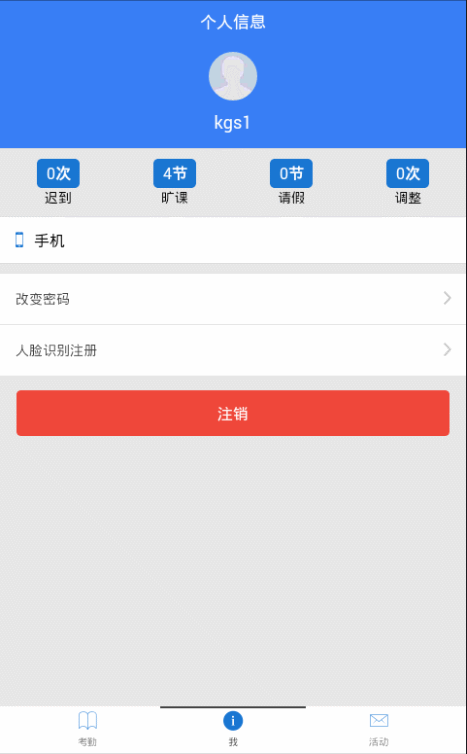 个人信息
kgs1
0次 4节 0节 0次
迟到 旷课 请假 调整
手机
改变密码
人脸识别注册
注销
考勤 我 活动